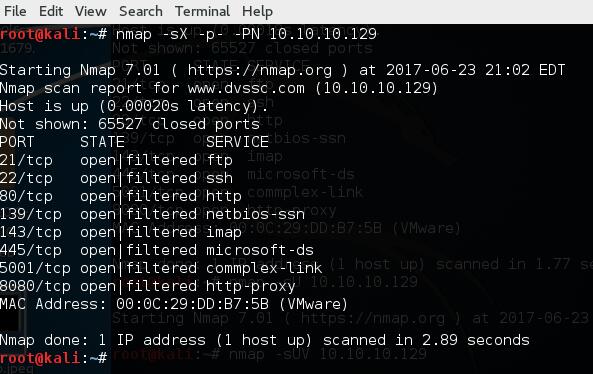 File Edit View Search Terminal Help
root@kali:~# nmap -sX -p- -PN 10.10.10.129
Starting Nmap 7.01 ( https://nmap.org ) at 2017-06-23 21:02 EDT
Nmap scan report for www.dvssc.com (10.10.10.129)
Host is up (0.00020s latency).
Not shown: 65527 closed ports
PORT STATE SERVICE
21/tcp open|filtered ftp
22/tcp open|filtered ssh
80/tcp open|filtered http
139/tcp open|filtered netbios-ssn
143/tcp open|filtered imap
445/tcp open|filtered microsoft-ds
5001/tcp open|filtered commplex-link
8080/tcp open|filtered http-proxy
MAC Address: 00:0C:29:DD:B7:5B (VMware)
Nmap done: 1 IP address (1 host up) scanned in 2.89 seconds
root@kali:~#